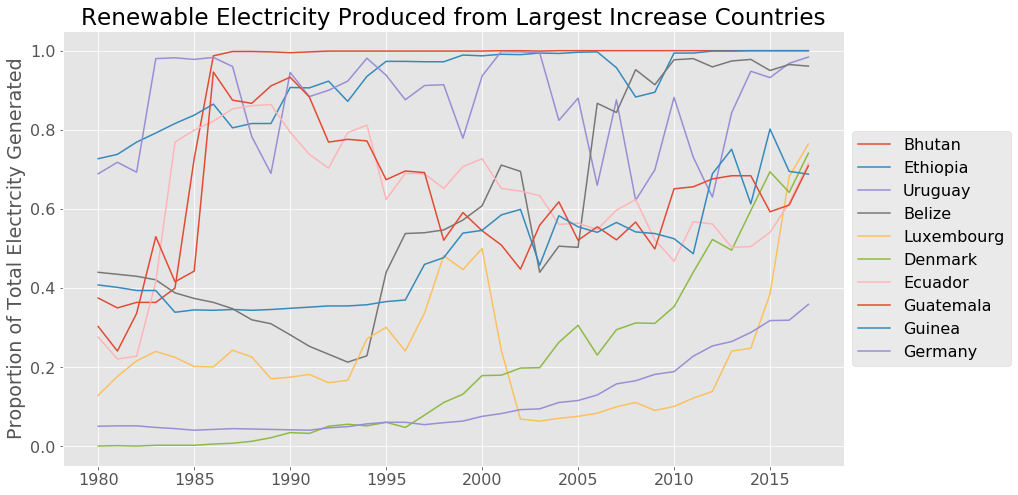 Renewable Electricity Produced from Largest Increase Countries
Proportion of Total Electricity Generated
1.0
0.8
0.6
0.4
0.2
0.0
1980 1985 1990 1995 2000 2005 2010 2015
Bhutan
Ethiopia
Uruguay
Belize
Luxembourg
Denmark
Ecuador
Guatemala
Guinea
Germany